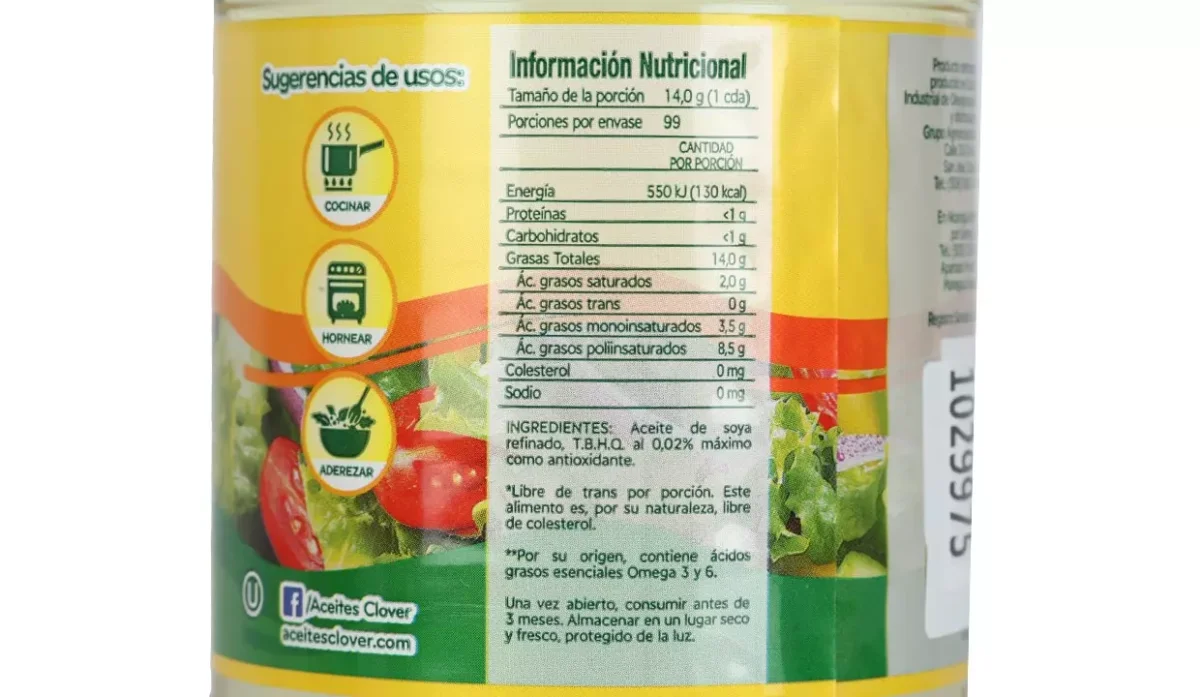 Sugerencias de usos:
COCINAR
HORNEAR
ADEREZAR
U
f /Aceites Clover
aceitesclover.com
Información Nutricional
Tamaño de la porción 14,0 g (1 cda)
Porciones por envase 99
CANTIDAD
POR PORCIÓN
Energía 550 kJ (130 kcal)
Proteínas <1 g
Carbohidratos <1 g
Grasas Totales 14,0 g
Ác. grasos saturados 2,0 g
Ác. grasos trans 0 g
Ác. grasos monoinsaturados 3,5 g
Ác. grasos poliinsaturados 8,5 g
Colesterol 0 mg
Sodio 0 mg
INGREDIENTES: Aceite de soya
refinado, T.B.H.Q. al 0,02% máximo
como antioxidante.
*Libre de trans por porción. Este
alimento es, por su naturaleza, libre
de colesterol.
**Por su origen, contiene ácidos
grasos esenciales Omega 3 y 6.
Una vez abierto, consumir antes de
3 meses. Almacenar en un lugar seco
y fresco, protegido de la luz.
Industrial de
1029975